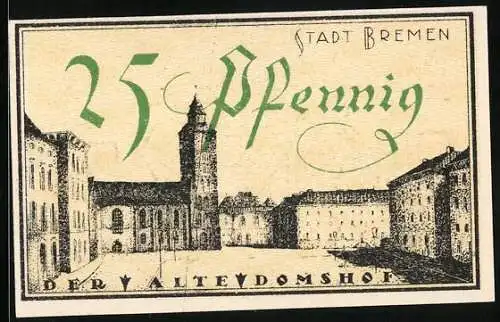 STADT BREMEN
25 Pfennig
DER ALTE DOMSHOF